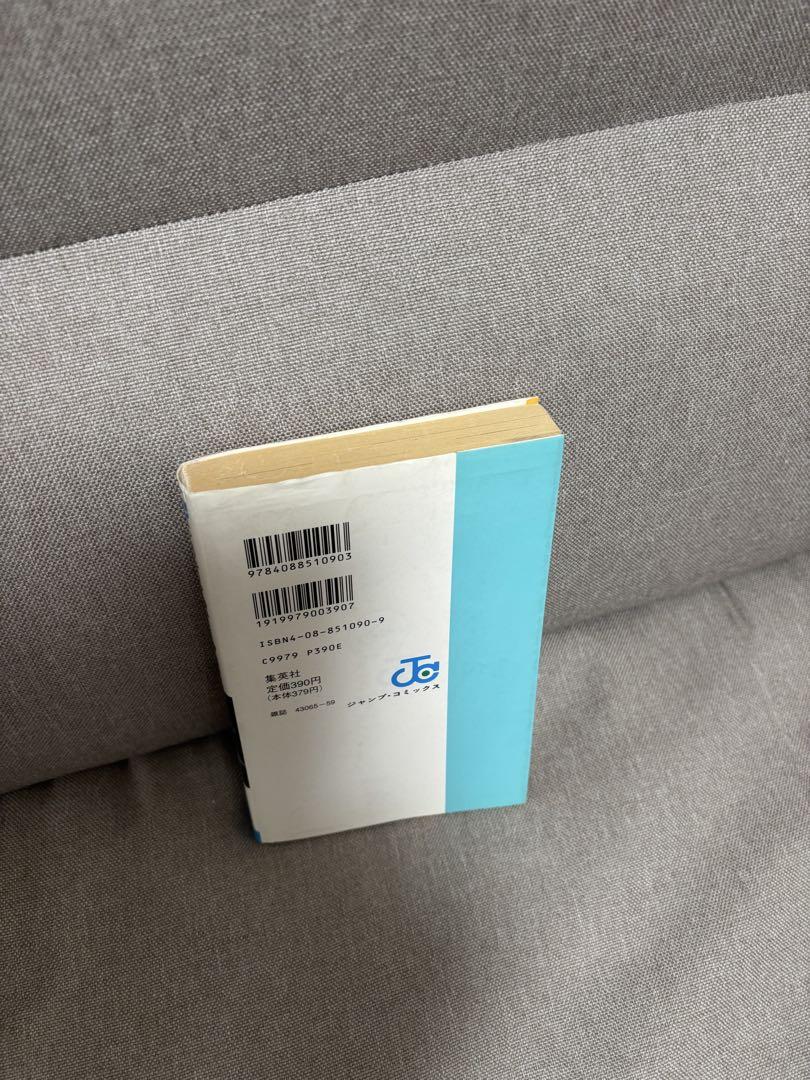 9784088510903
1919979003907
ISBN4-08-851090-9
C9979 P390E
集英社
定価390円
(本体379円)
雑誌 43065-59
JC
ジャンプ・コミックス